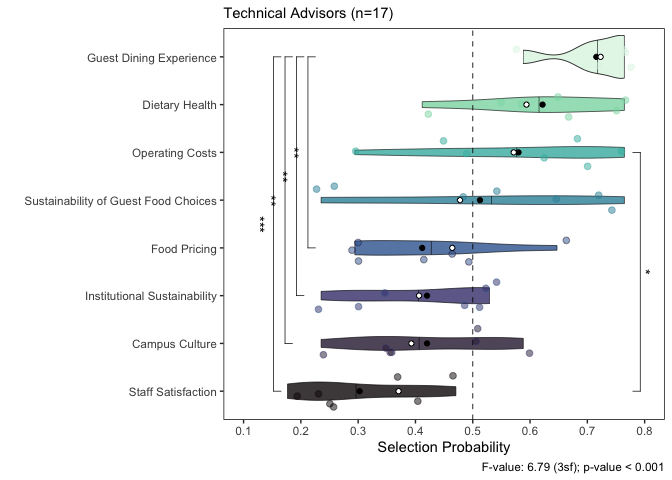 Technical Advisors (n=17)
Guest Dining Experience
Dietary Health
Operating Costs
Sustainability of Guest Food Choices
Food Pricing
Institutional Sustainability
Campus Culture
Staff Satisfaction
***
**
**
**
*
0.1 0.2 0.3 0.4 0.5 0.6 0.7 0.8
Selection Probability
F-value: 6.79 (3sf); p-value < 0.001